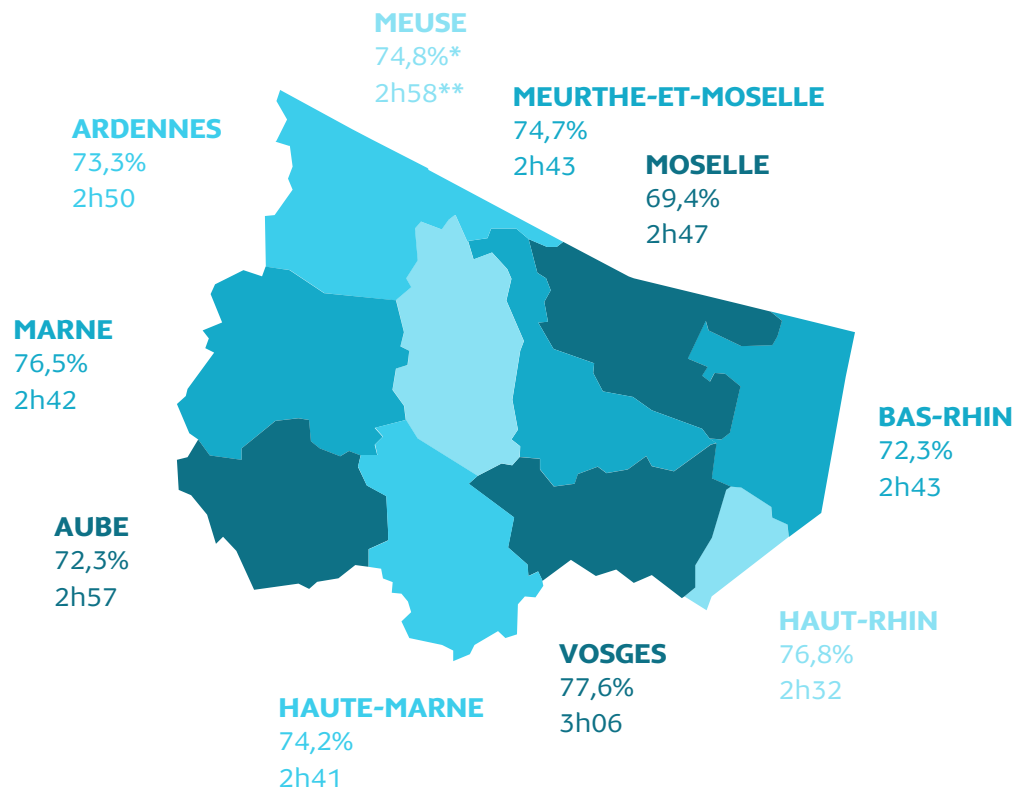 MEUSE
74,8%*
2h58**
MEURTHE-ET-MOSELLE
74,7%
2h43
ARDENNES
73,3%
2h50
MOSELLE
69,4%
2h47
MARNE
76,5%
2h42
BAS-RHIN
72,3%
2h43
AUBE
72,3%
2h57
HAUT-RHIN
76,8%
2h32
VOSGES
77,6%
3h06
HAUTE-MARNE
74,2%
2h41